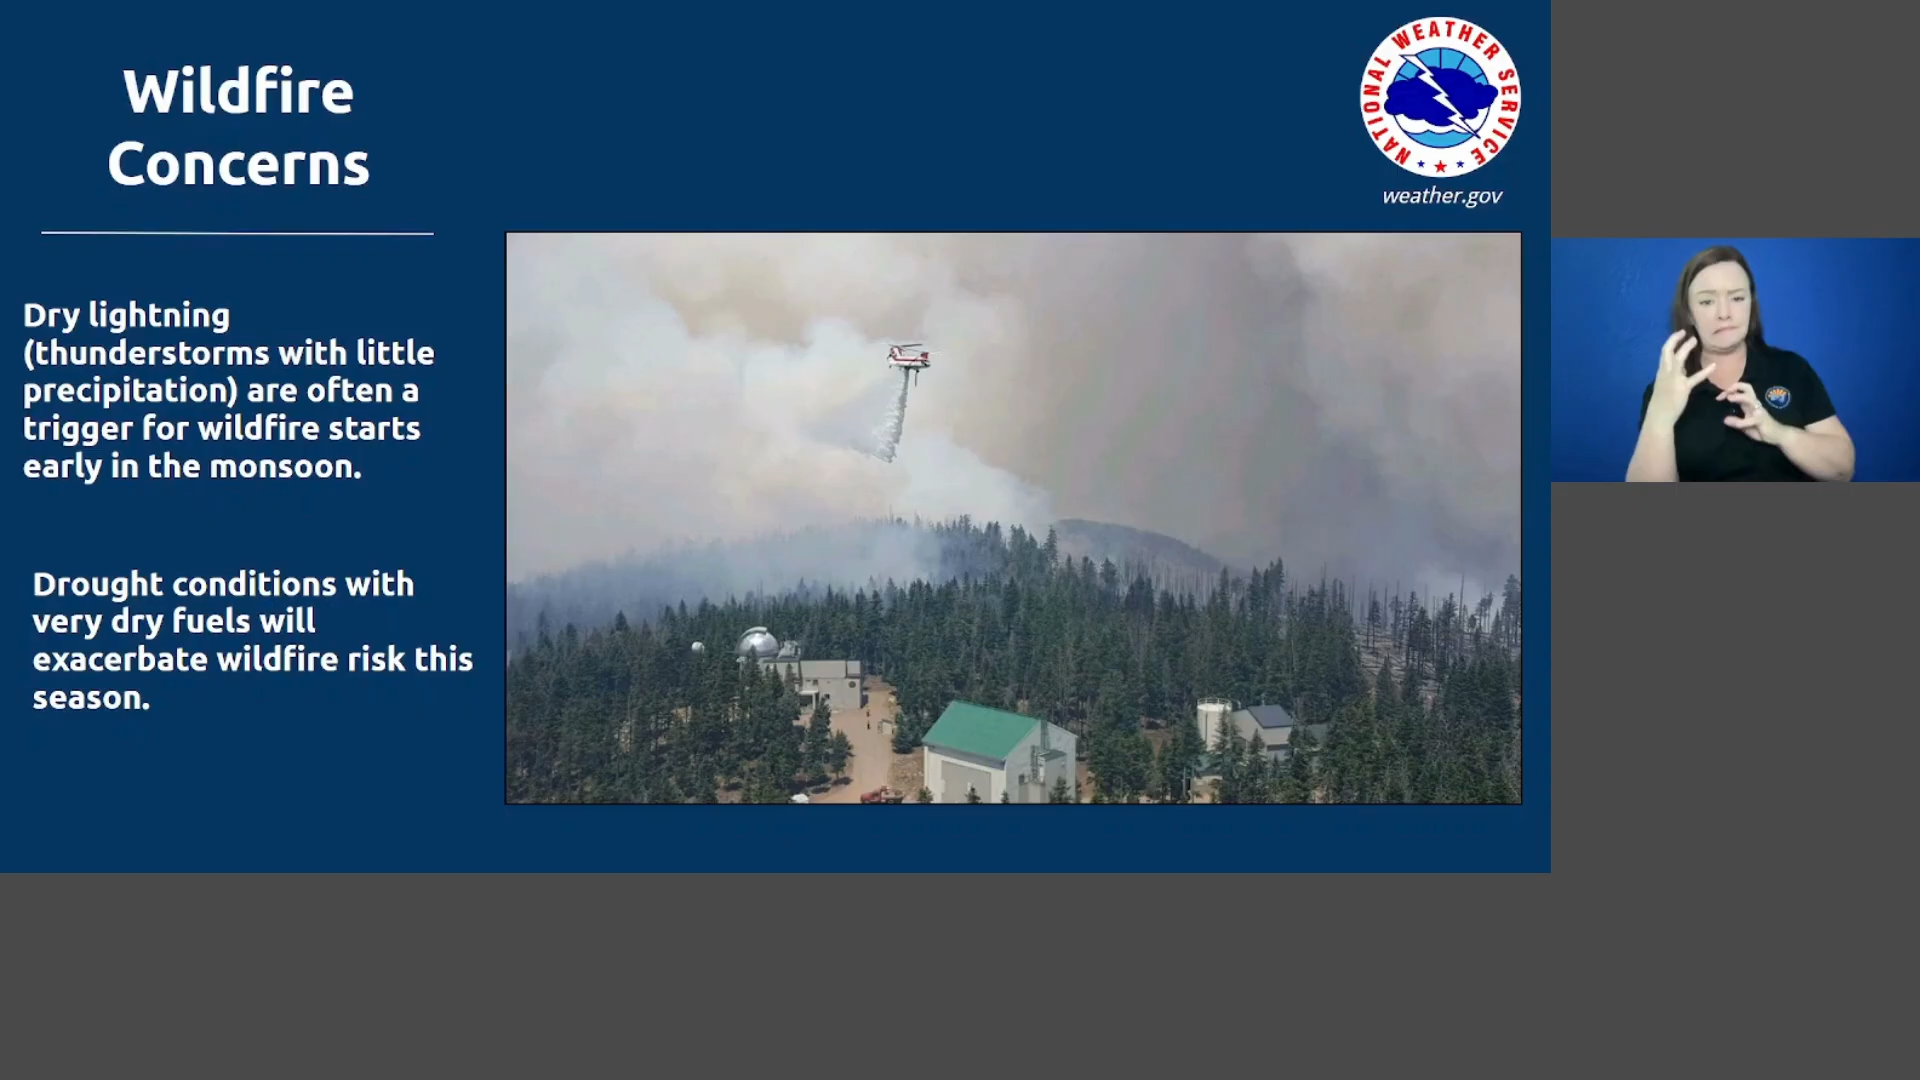 Wildfire
Concerns
NATIONAL WEATHER SERVICE
weather.gov
Dry lightning
(thunderstorms with little
precipitation) are often a
trigger for wildfire starts
early in the monsoon.
Drought conditions with
very dry fuels will
exacerbate wildfire risk this
season.